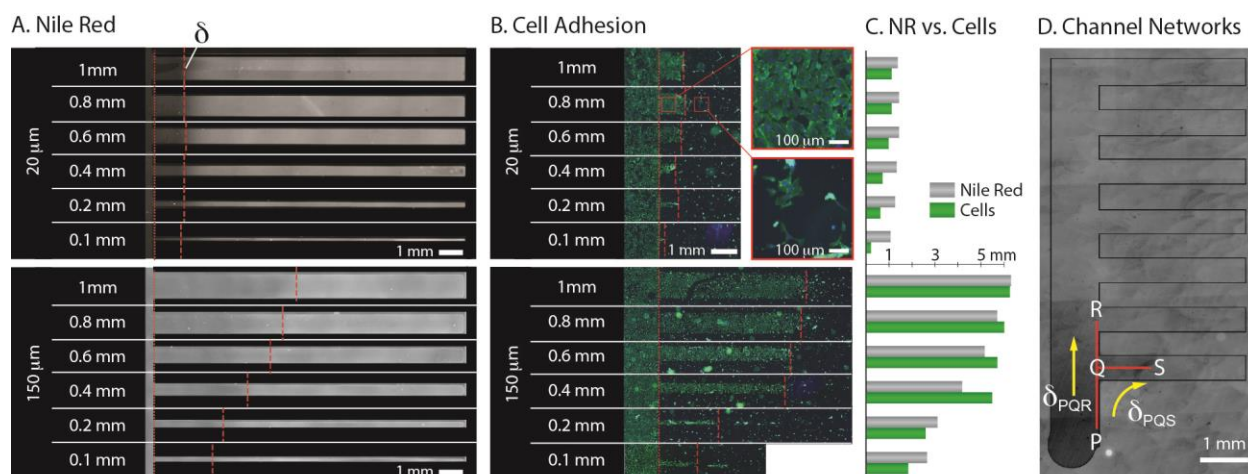 A. Nile Red
δ
20 μm
1mm
0.8 mm
0.6 mm
0.4 mm
0.2 mm
0.1 mm
1 mm
150 μm
1mm
0.8 mm
0.6 mm
0.4 mm
0.2 mm
0.1 mm
1 mm
B. Cell Adhesion
20 μm
1mm
0.8 mm
0.6 mm
0.4 mm
0.2 mm
0.1 mm
1 mm
100 μm
100 μm
150 μm
1mm
0.8 mm
0.6 mm
0.4 mm
0.2 mm
0.1 mm
1 mm
C. NR vs. Cells
Nile Red
Cells
1 3 5 mm
D. Channel Networks
R
Q S
δPQR
δPQS
P
1 mm